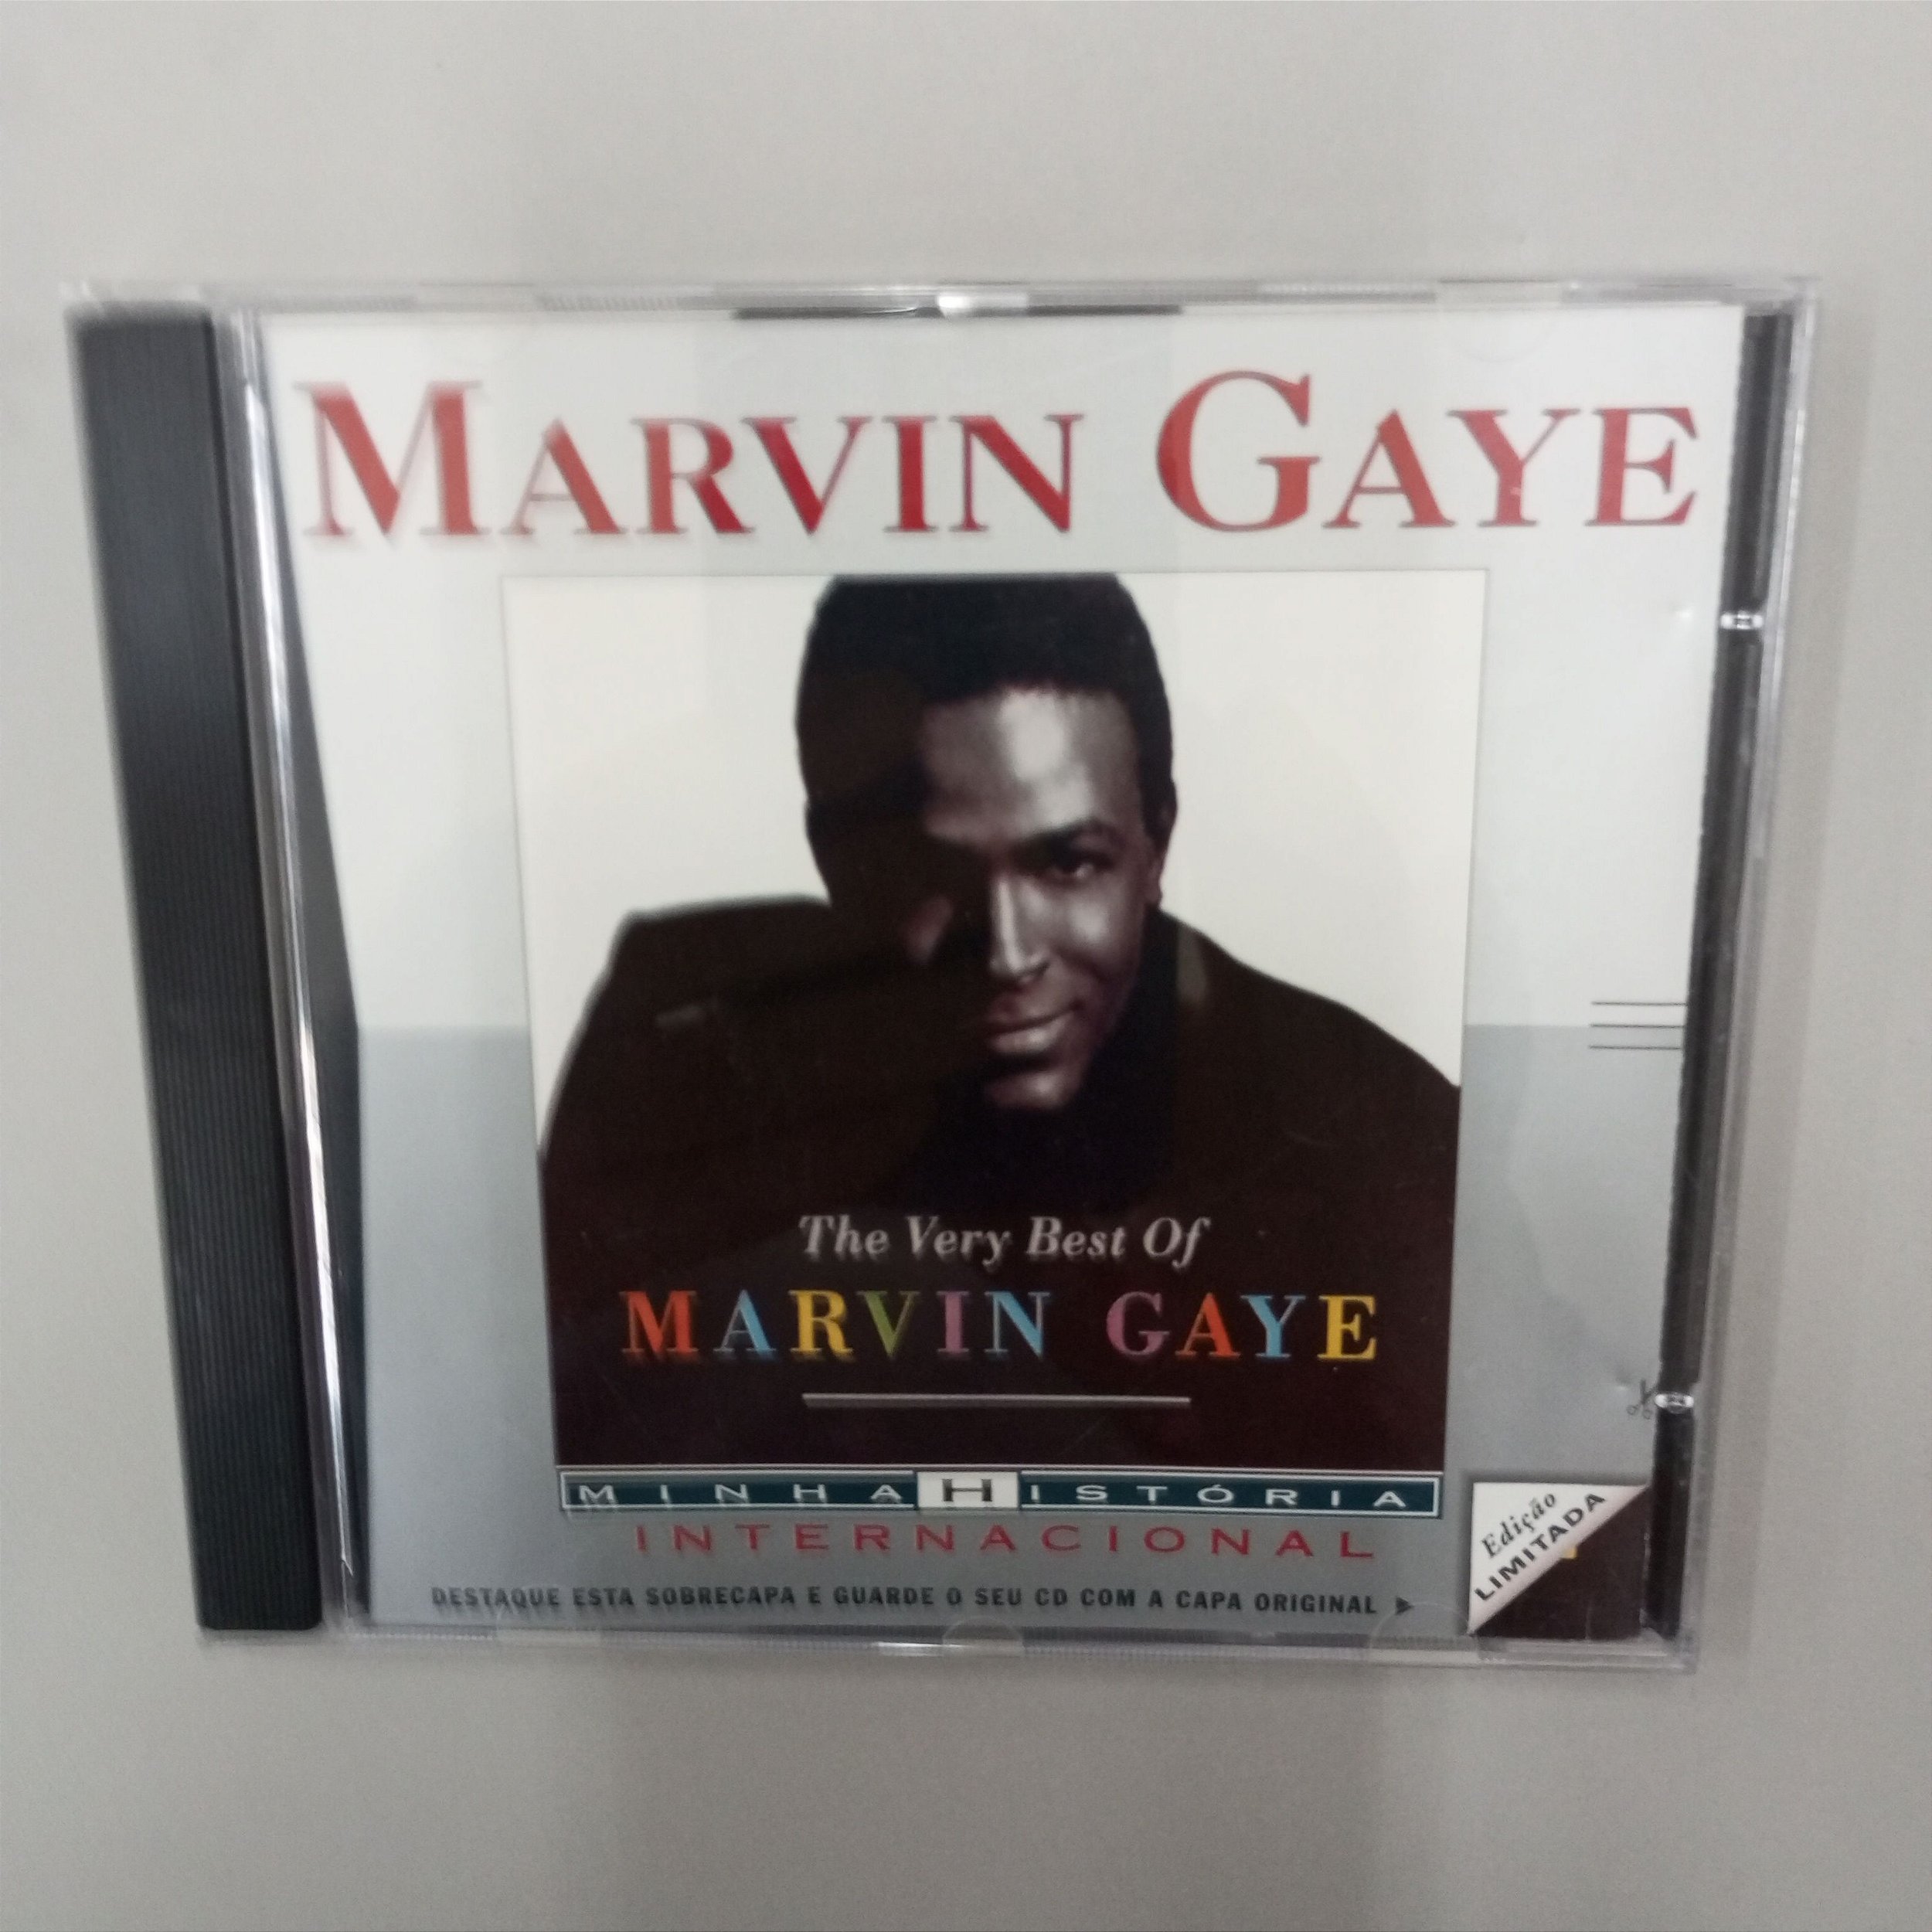 MARVIN GAYE
The Very Best Of
MARVIN GAYE
MINHA HISTÓRIA
INTERNACIONAL
DESTAQUE ESTA SOBRECAPA E GUARDE O SEU CD COM A CAPA ORIGINAL
Edição
LIMITADA